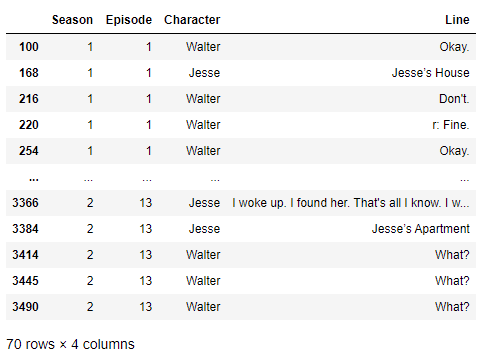 Season Episode Character Line
100 1 1 Walter Okay.
168 1 1 Jesse Jesse’s House
216 1 1 Walter Don't.
220 1 1 Walter r: Fine.
254 1 1 Walter Okay.
... ... ... ... ...
3366 2 13 Jesse I woke up. I found her. That's all I know. I w...
3384 2 13 Jesse Jesse’s Apartment
3414 2 13 Walter What?
3445 2 13 Walter What?
3490 2 13 Walter What?
70 rows × 4 columns